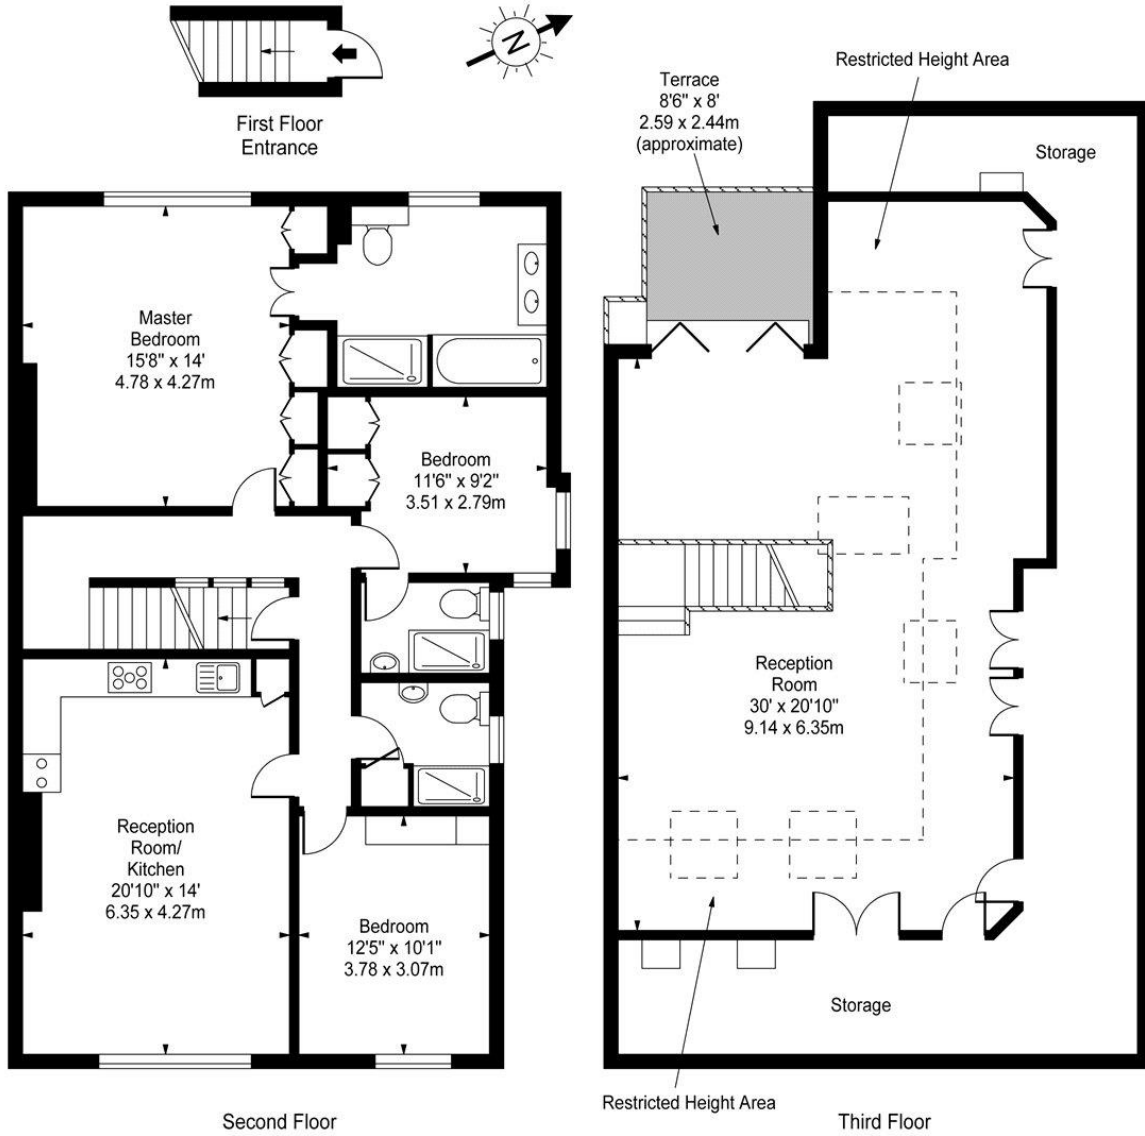 First Floor
Entrance
N
Restricted Height Area
Terrace
8'6" x 8'
2.59 x 2.44m
(approximate)
Storage
Master
Bedroom
15'8" x 14'
4.78 x 4.27m
Bedroom
11'6" x 9'2"
3.51 x 2.79m
Reception
Room/
Kitchen
20'10" x 14'
6.35 x 4.27m
Bedroom
12'5" x 10'1"
3.78 x 3.07m
Second Floor
Reception
Room
30' x 20'10"
9.14 x 6.35m
Storage
Restricted Height Area
Third Floor